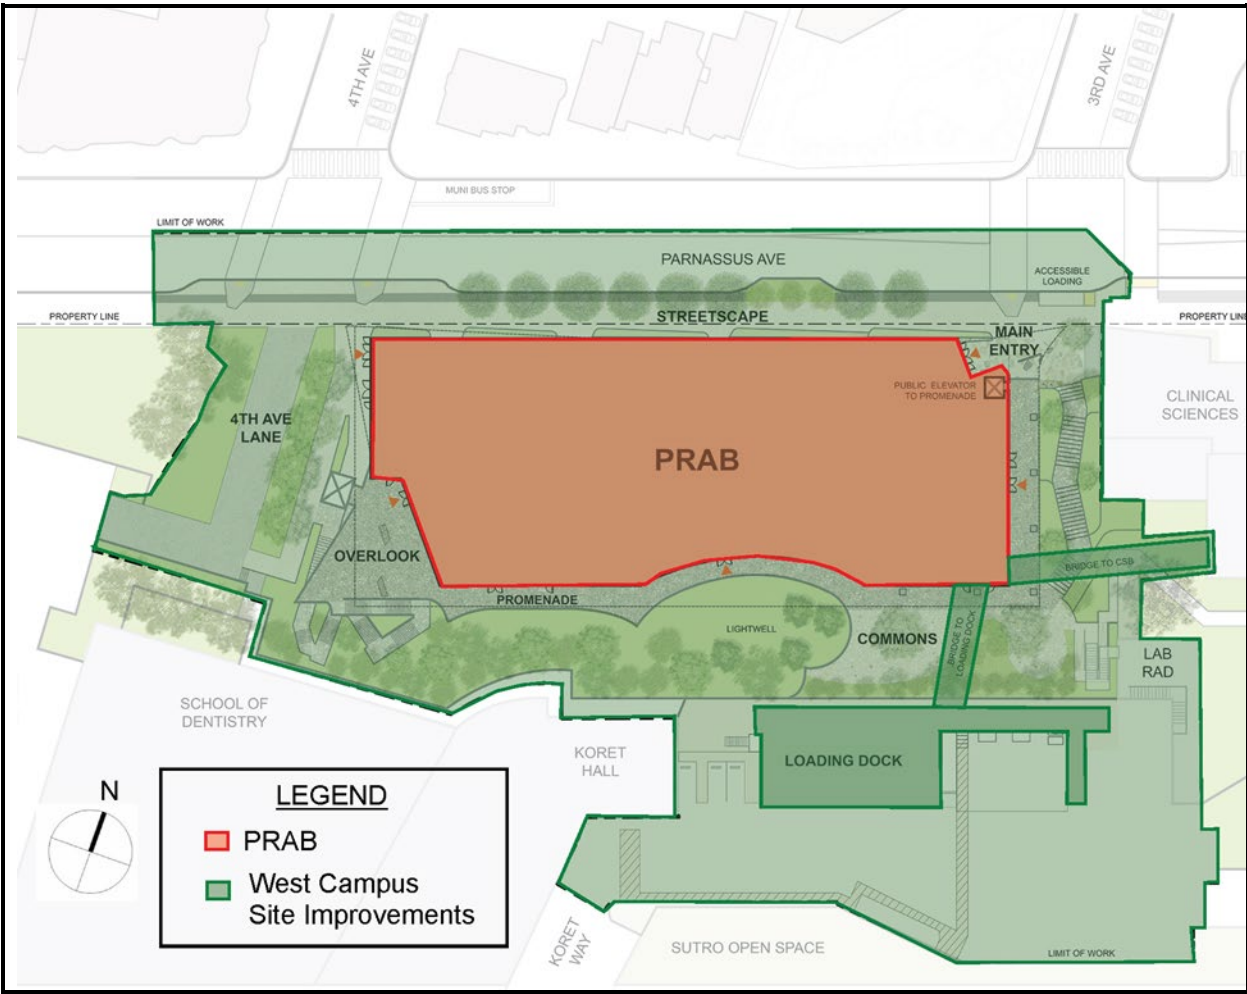 4TH AVE
3RD AVE
MUNI BUS STOP
LIMIT OF WORK
PARNASSUS AVE
ACCESSIBLE
LOADING
PROPERTY LINE
STREETSCAPE
PROPERTY LINE
MAIN
ENTRY
PUBLIC ELEVATOR
TO PROMENADE
CLINICAL
SCIENCES
4TH AVE
LANE
PRAB
OVERLOOK
BRIDGE TO CSB
PROMENADE
LIGHTWELL
COMMONS
BRIDGE TO
LOADING DOCK
LAB
RAD
SCHOOL OF
DENTISTRY
KORET
HALL
LOADING DOCK
N
LEGEND
PRAB
West Campus
Site Improvements
KORET
WAY
SUTRO OPEN SPACE
LIMIT OF WORK